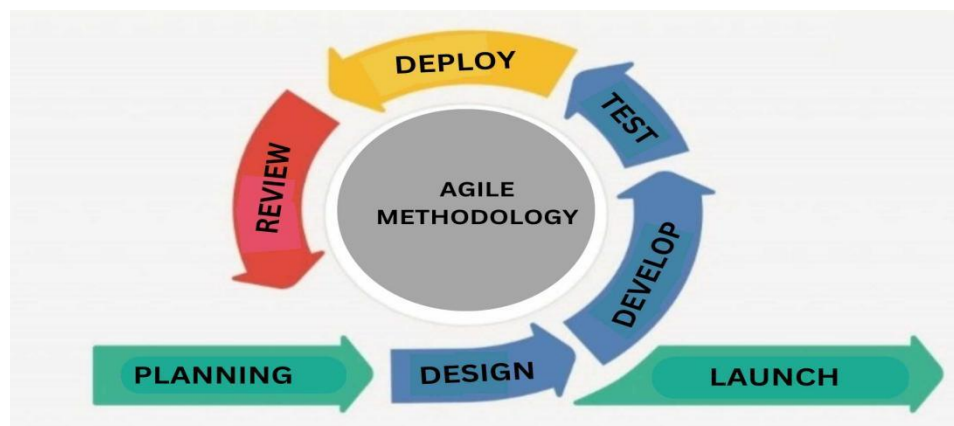 DEPLOY
TEST
REVIEW
AGILE
METHODOLOGY
DEVELOP
PLANNING
DESIGN
LAUNCH